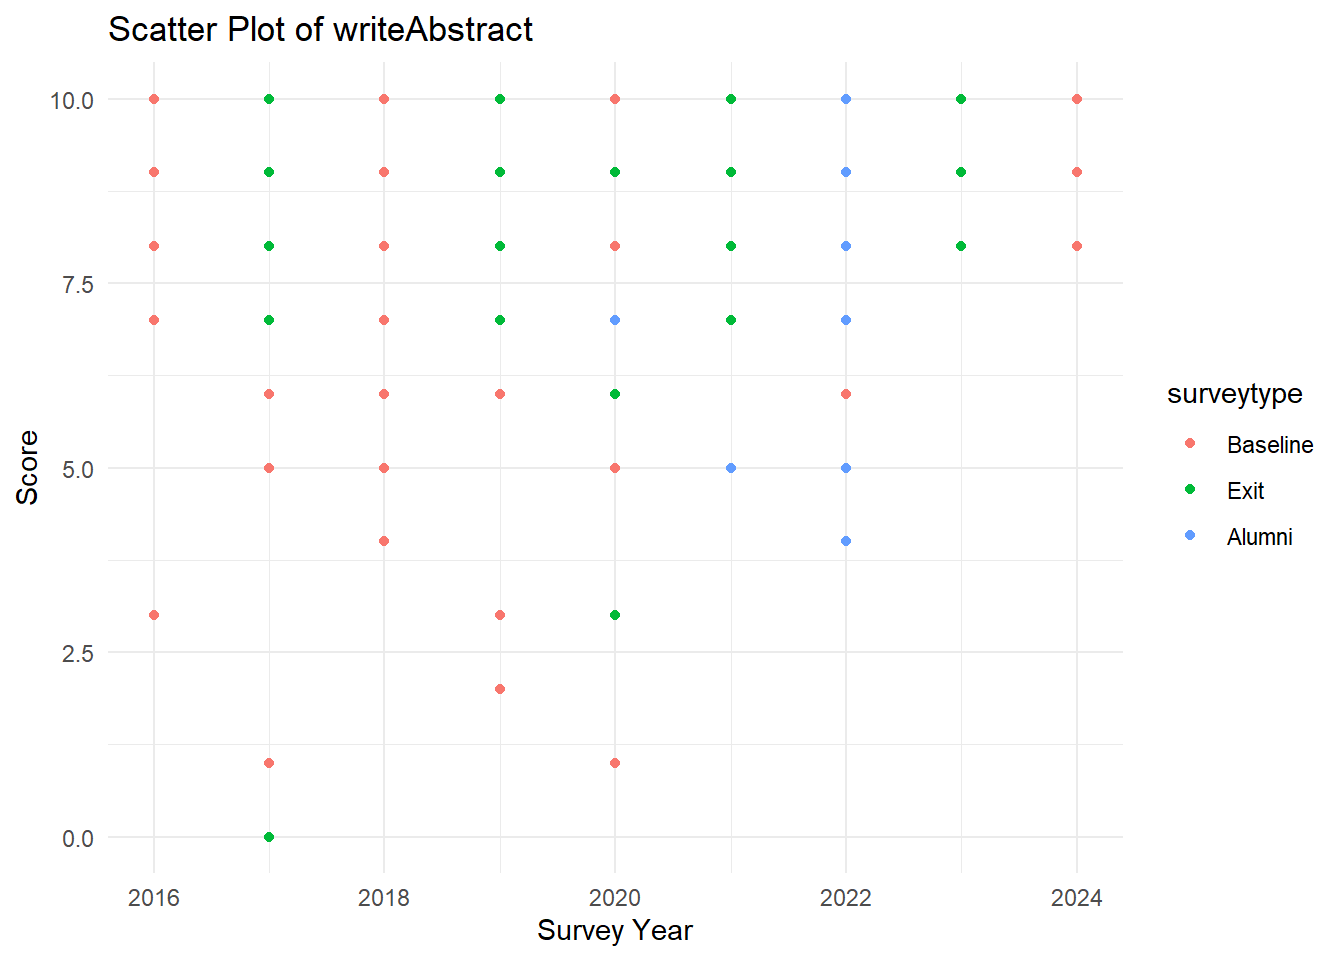 Scatter Plot of writeAbstract
10.0
7.5
5.0
2.5
0.0
Score
2016 2018 2020 2022 2024
Survey Year
surveytype
Baseline
Exit
Alumni